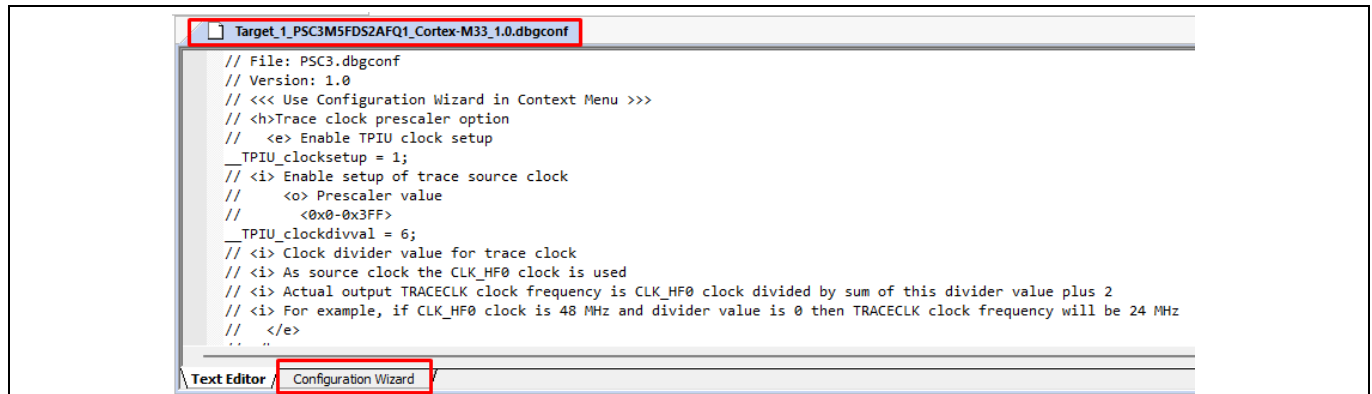 Target_1_PSC3M5FDS2AFQ1_Cortex-M33_1.0.dbgconf
// File: PSC3.dbgconf
// Version: 1.0
// <<< Use Configuration Wizard in Context Menu >>>
// <h>Trace clock prescaler option
//   <e> Enable TPIU clock setup
__TPIU_clocksetup = 1;
// <i> Enable setup of trace source clock
//     <o> Prescaler value
//       <0x0-0x3FF>
__TPIU_clockdivval = 6;
// <i> Clock divider value for trace clock
// <i> As source clock the CLK_HF0 clock is used
// <i> Actual output TRACECLK clock frequency is CLK_HF0 clock divided by sum of this divider value plus 2
// <i> For example, if CLK_HF0 clock is 48 MHz and divider value is 0 then TRACECLK clock frequency will be 24 MHz
//   </e>
Text Editor Configuration Wizard